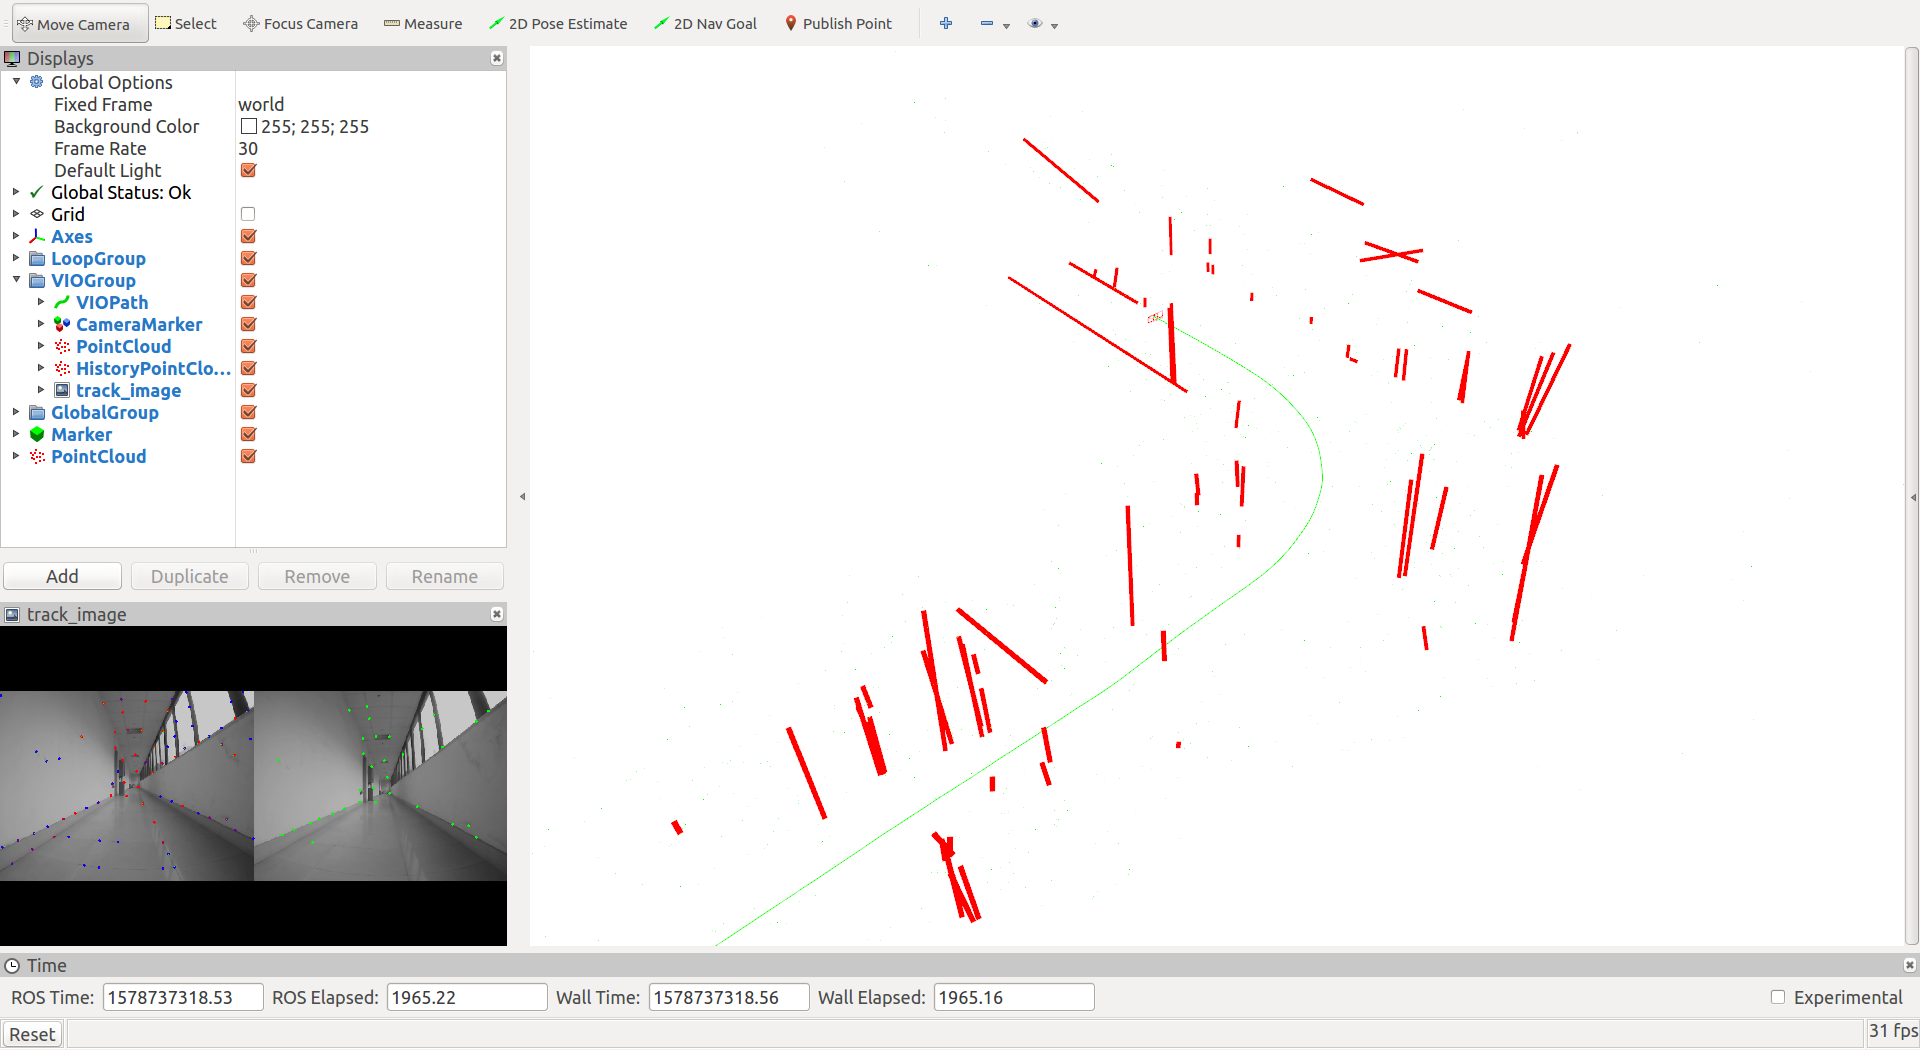 Move Camera Select Focus Camera Measure 2D Pose Estimate 2D Nav Goal Publish Point
Displays
Global Options
Fixed Frame world
Background Color 255; 255; 255
Frame Rate 30
Default Light
Global Status: Ok
Grid
Axes
LoopGroup
VIOGroup
VIOPath
CameraMarker
PointCloud
HistoryPointClo...
track_image
GlobalGroup
Marker
PointCloud
Add Duplicate Remove Rename
track_image
Time
ROS Time: 1578737318.53 ROS Elapsed: 1965.22 Wall Time: 1578737318.56 Wall Elapsed: 1965.16 Experimental
Reset 31 fps